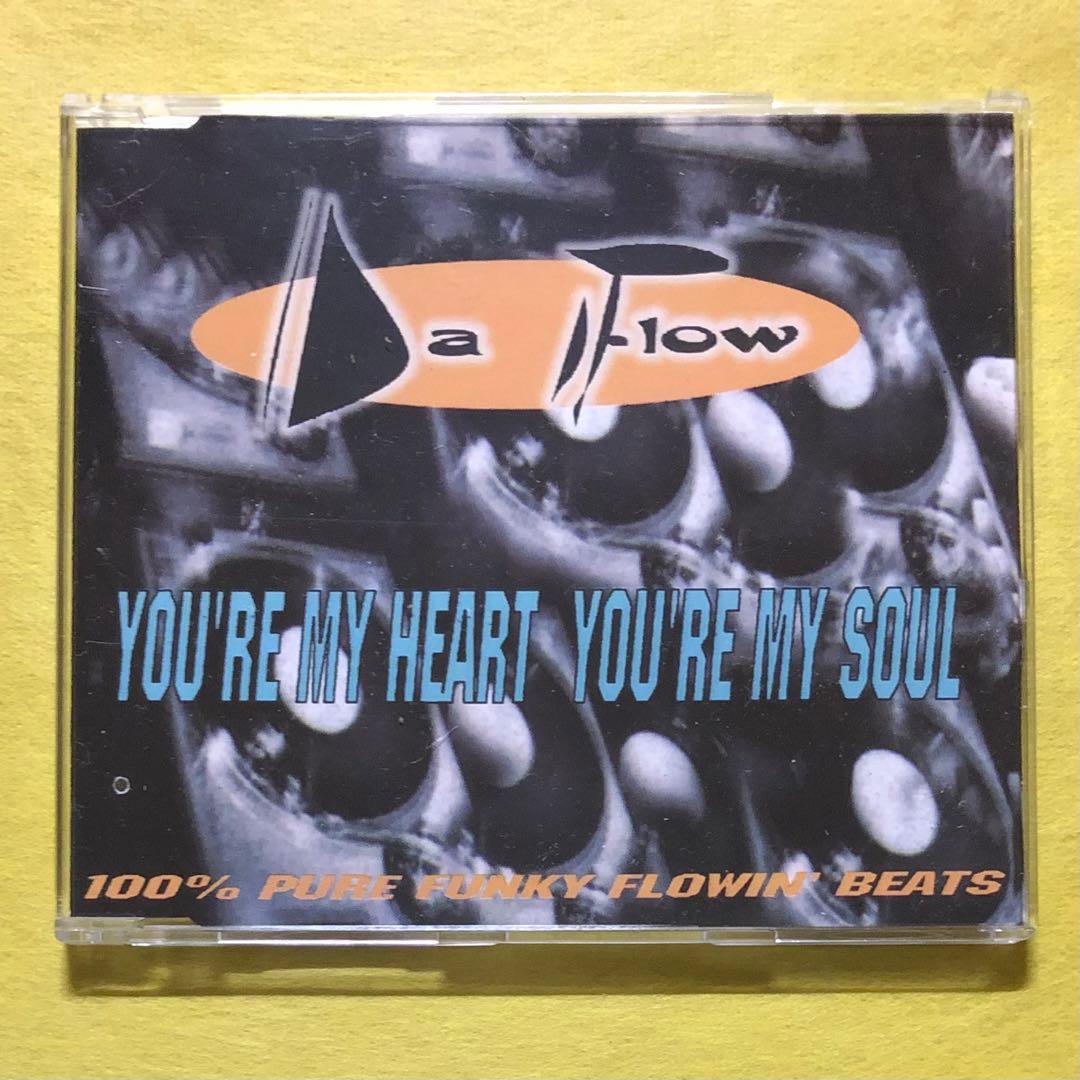 Da Flow
YOU'RE MY HEART YOU'RE MY SOUL
100% PURE FUNKY FLOWIN' BEATS